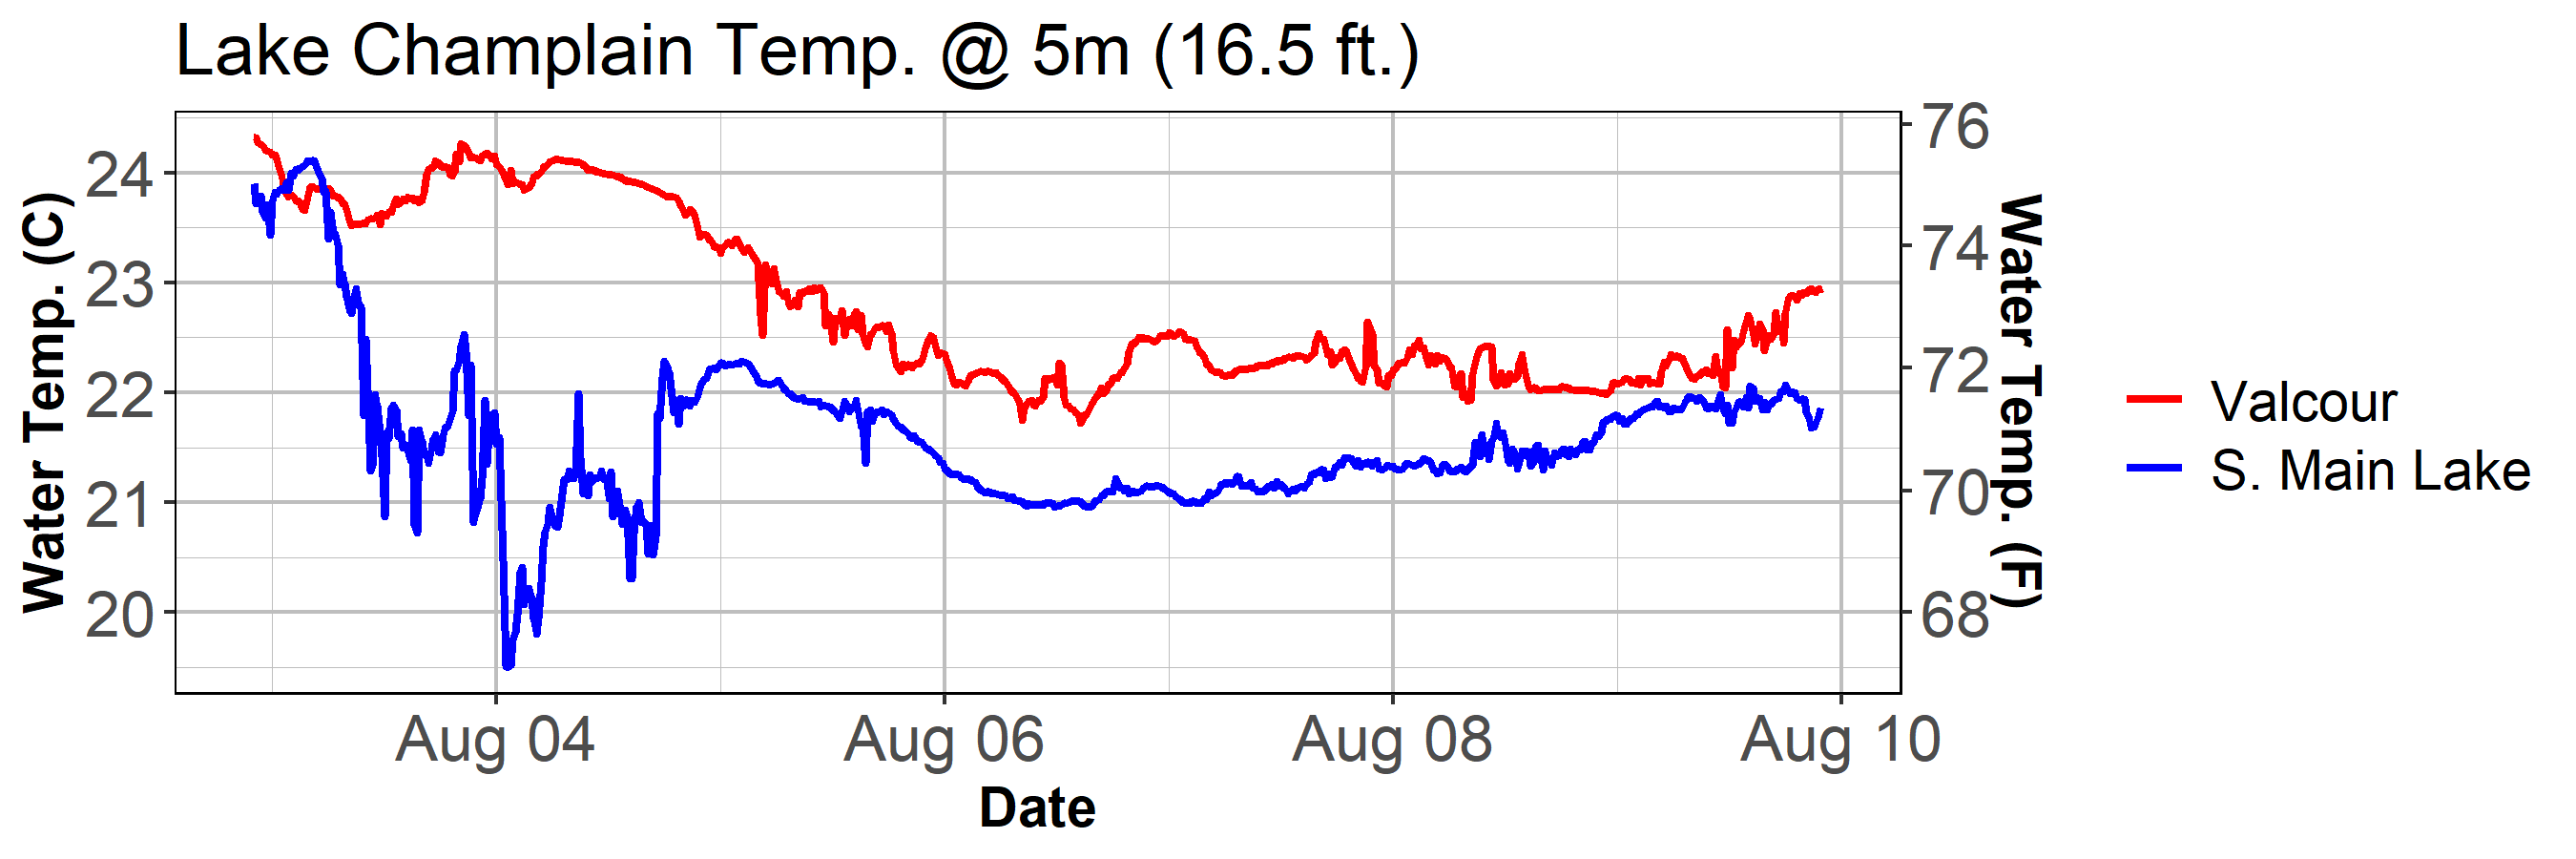 Lake Champlain Temp. @ 5m (16.5 ft.)
Water Temp. (C)
24
23
22
21
20
76
74
72
70
68
Water Temp. (F)
Aug 04
Aug 06
Aug 08
Aug 10
Date
Valcour
S. Main Lake